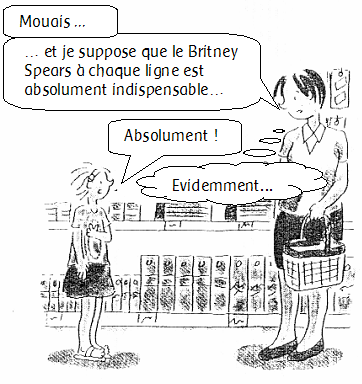 Mouais ...
... et je suppose que le Britney
Spears à chaque ligne est
absolument indispensable...
Absolument !
Evidemment...